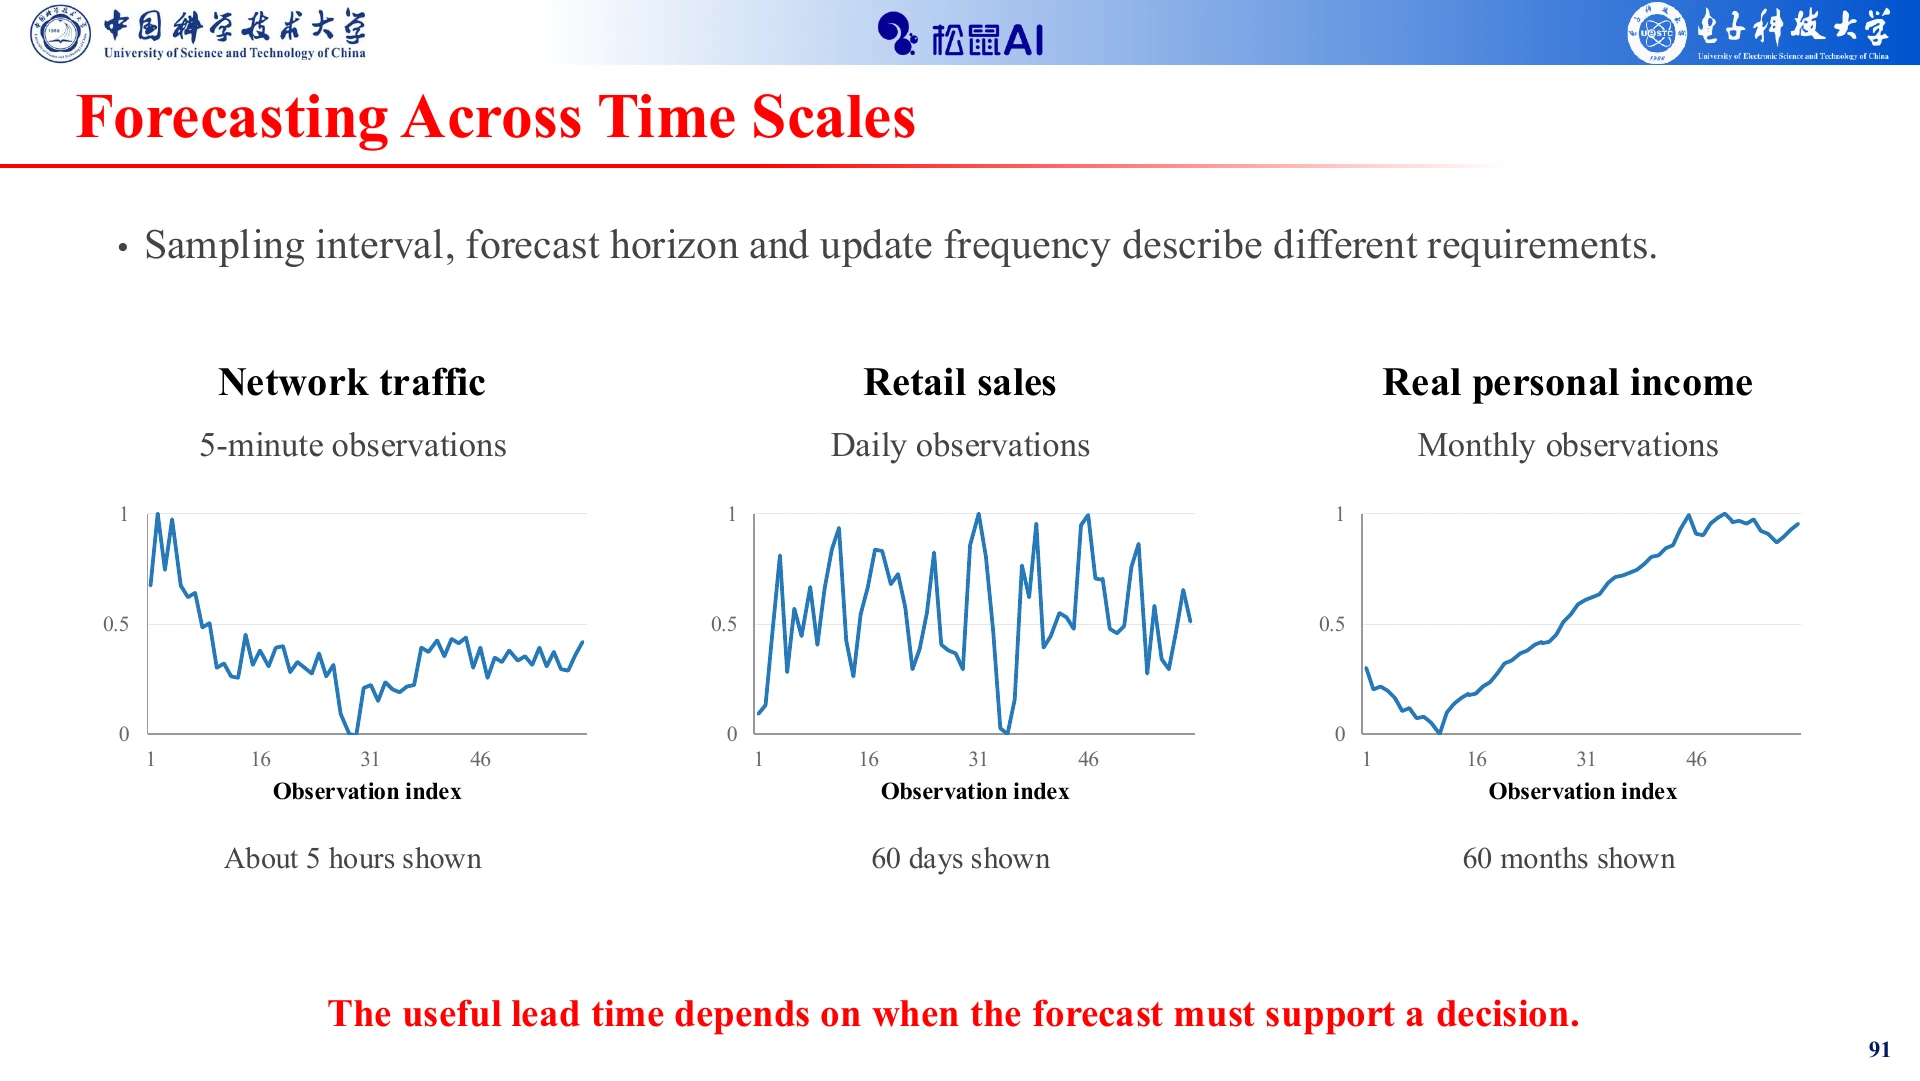 中国科学技术大学
University of Science and Technology of China
松鼠AI
电子科技大学
University of Electronic Science and Technology of China
Forecasting Across Time Scales
• Sampling interval, forecast horizon and update frequency describe different requirements.
Network traffic
5-minute observations
1
0.5
0
1 16 31 46
Observation index
About 5 hours shown
Retail sales
Daily observations
1
0.5
0
1 16 31 46
Observation index
60 days shown
Real personal income
Monthly observations
1
0.5
0
1 16 31 46
Observation index
60 months shown
The useful lead time depends on when the forecast must support a decision.
91